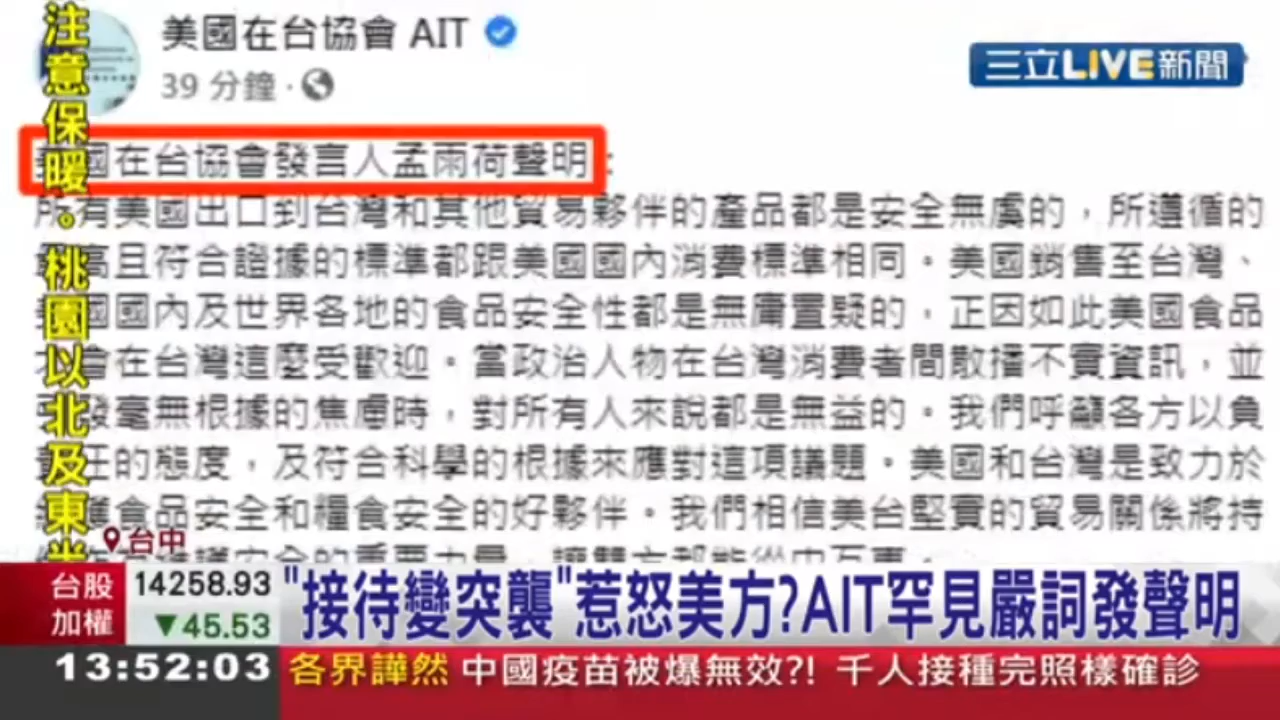 美國在台協會 AIT
39 分鐘 ·
三立LIVE新聞
國在台協會發言人孟雨荷聲明：
所有美國出口到台灣和其他貿易夥伴的產品都是安全無虞的，所遵循的
高且符合證據的標準都跟美國國內消費標準相同。美國銷售至台灣、
國國內及世界各地的食品安全性都是無庸置疑的，正因如此美國食品
會在台灣這麼受歡迎。當政治人物在台灣消費者間散播不實資訊，並
毫無根據的焦慮時，對所有人來說都是無益的。我們呼籲各方以負
任的態度，及符合科學的根據來應對這項議題。美國和台灣是致力於
食品安全和糧食安全的好夥伴。我們相信美台堅實的貿易關係將持
注意保暖。桃園以北及東半
台中
台股
加權
14258.93
▼45.53
"接待變突襲"惹怒美方?AIT罕見嚴詞發聲明
13:52:03
各界譁然 中國疫苗被爆無效?! 千人接種完照樣確診